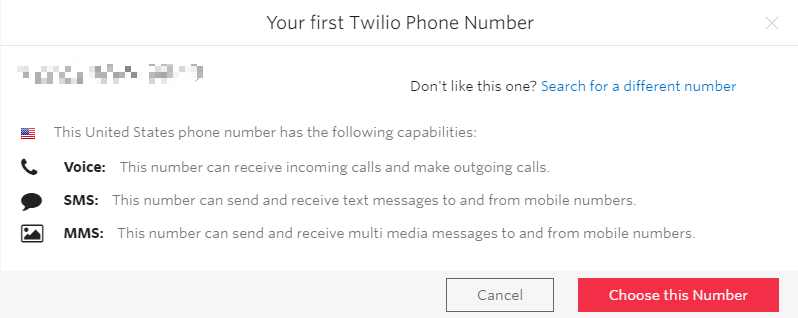 Your first Twilio Phone Number
Don't like this one? Search for a different number
This United States phone number has the following capabilities:
Voice: This number can receive incoming calls and make outgoing calls.
SMS: This number can send and receive text messages to and from mobile numbers.
MMS: This number can send and receive multi media messages to and from mobile numbers.
Cancel
Choose this Number